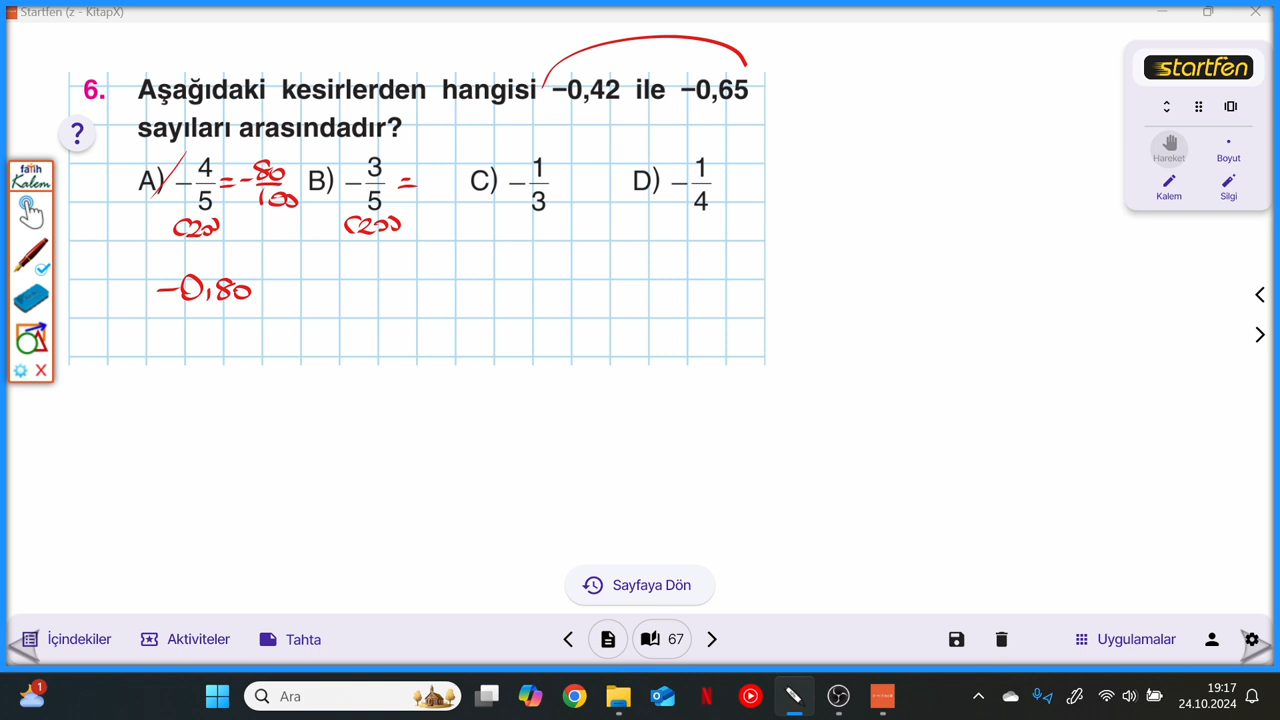 Startfen (z - KitapX)
6. Aşağıdaki kesirlerden hangisi −0,42 ile −0,65
sayıları arasındadır?
?
A) −4/5 = −80/100 B) −3/5 = C) −1/3 D) −1/4
(20) (20)
−0,80
fatih
Kalem
startfen
Hareket Boyut
Kalem Silgi
Sayfaya Dön
İçindekiler Aktiviteler Tahta 67 Uygulamalar
1 Ara 19:17
24.10.2024